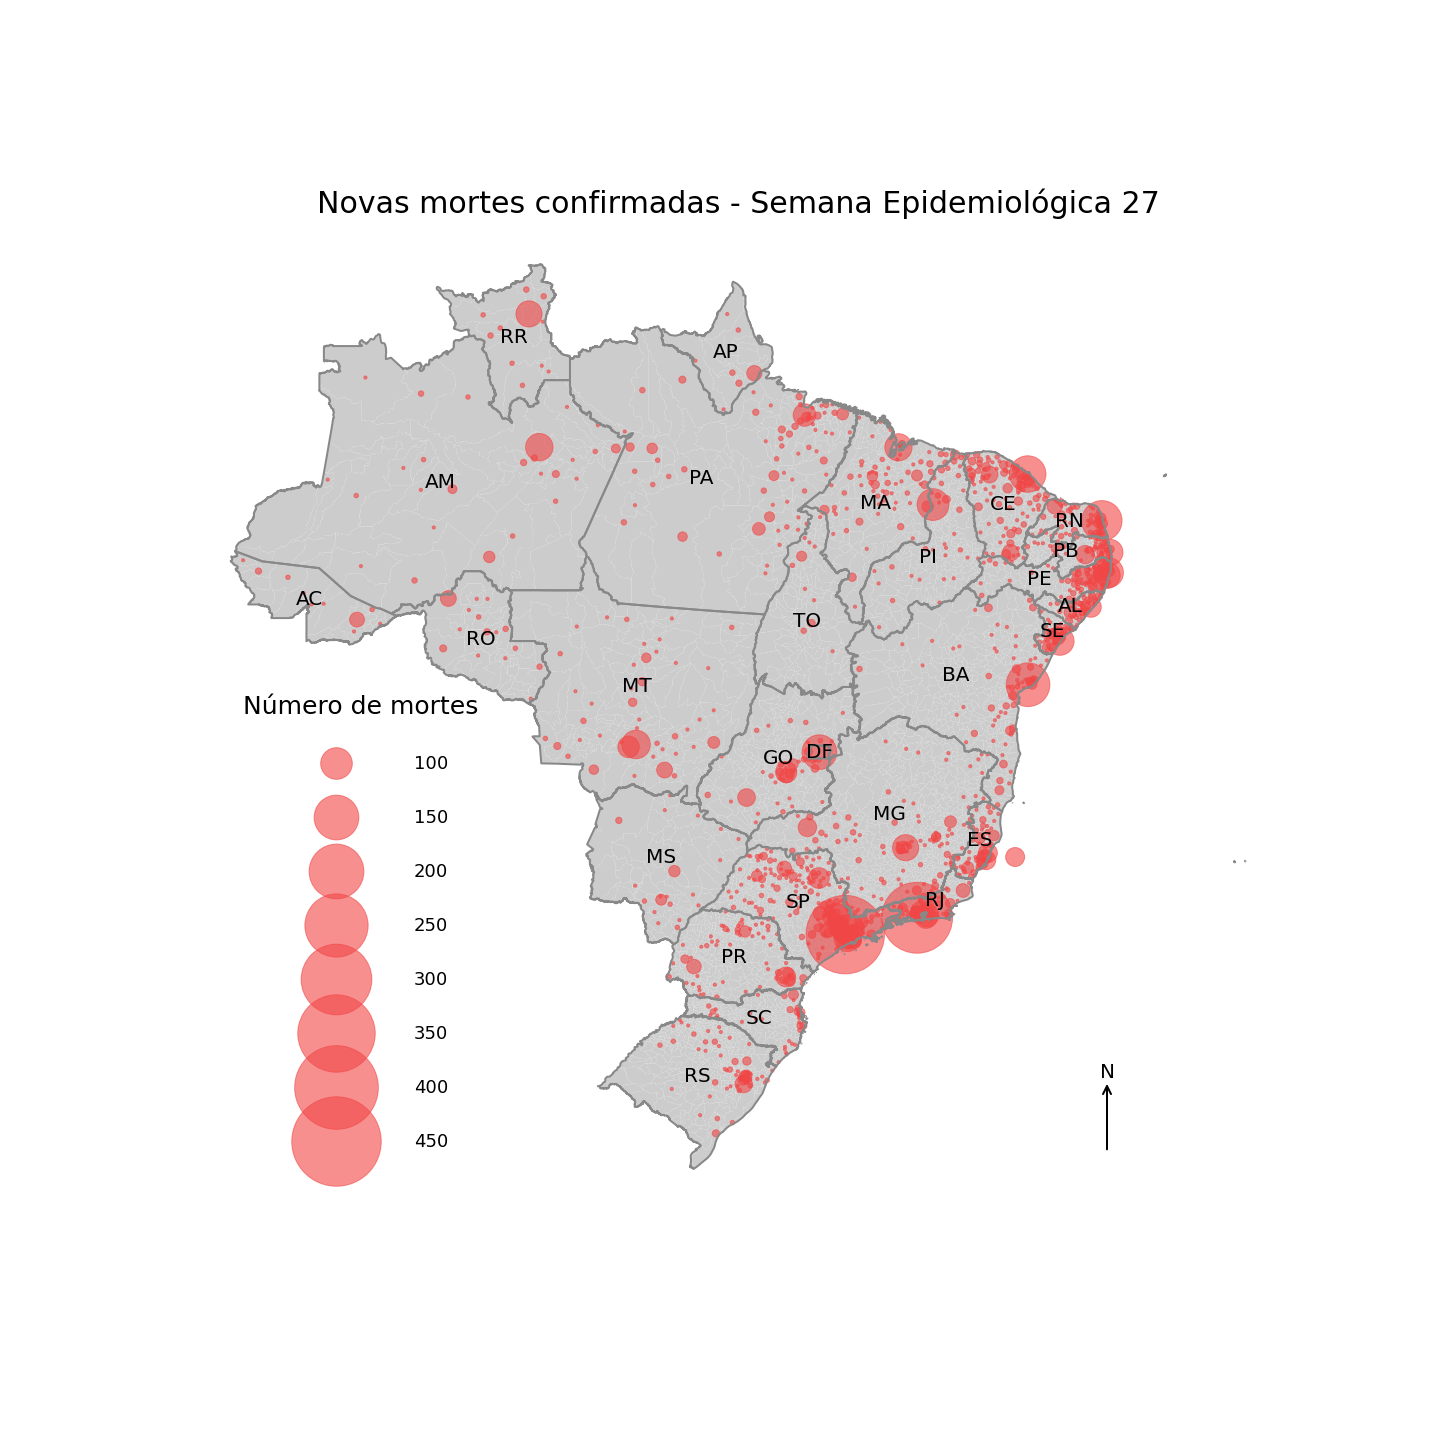 Novas mortes confirmadas - Semana Epidemiológica 27
RR
AP
AM
PA
MA
CE
RN
PB
PI
PE
AC
AL
TO
SE
RO
BA
MT
Número de mortes
GO
DF
100
150
MG
ES
200
MS
RJ
SP
250
PR
300
SC
350
N
RS
400
450